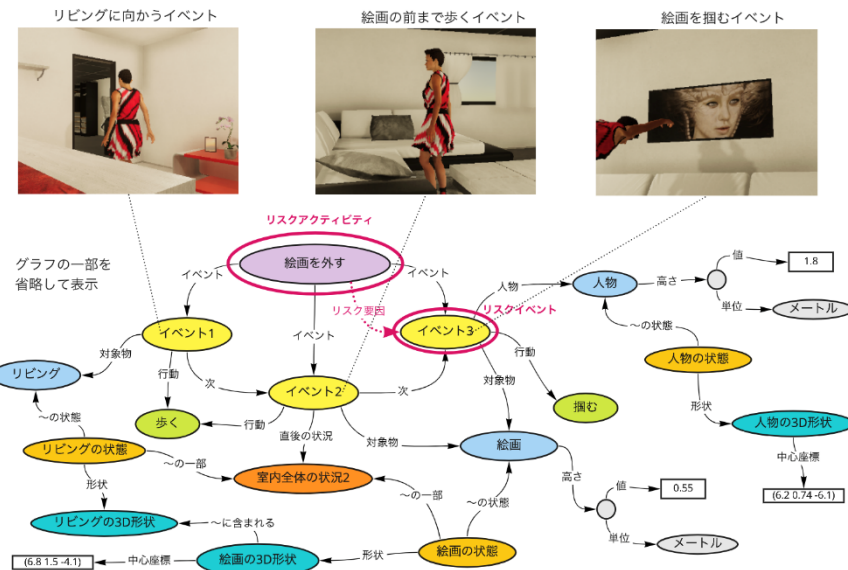 リビングに向かうイベント
絵画の前まで歩くイベント
絵画を掴むイベント
リスクアクティビティ
グラフの一部を
省略して表示
絵画を外す
イベント
イベント
人物
人物
高さ
値
1.8
単位
メートル
リスク要因
リスクイベント
イベント1
イベント
イベント3
〜の状態
人物の状態
対象物
行動
次
イベント2
次
対象物
行動
リビング
掴む
形状
〜の状態
歩く
行動
直後の状況
対象物
絵画
人物の3D形状
リビングの状態
〜の一部
室内全体の状況2
高さ
中心座標
形状
〜の一部
〜の状態
値
0.55
(6.2 0.74 -6.1)
リビングの3D形状
〜に含まれる
単位
メートル
(6.8 1.5 -4.1)
中心座標
絵画の3D形状
形状
絵画の状態